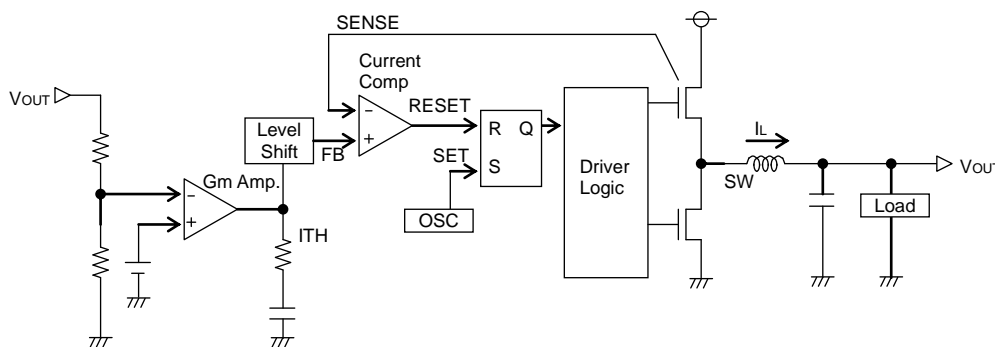 SENSE
Current
Comp
VOUT
RESET
Level
Shift
FB
R Q
S
SET
Driver
Logic
IL
SW
VOUT
Gm Amp.
OSC
Load
ITH
-
+
-
+